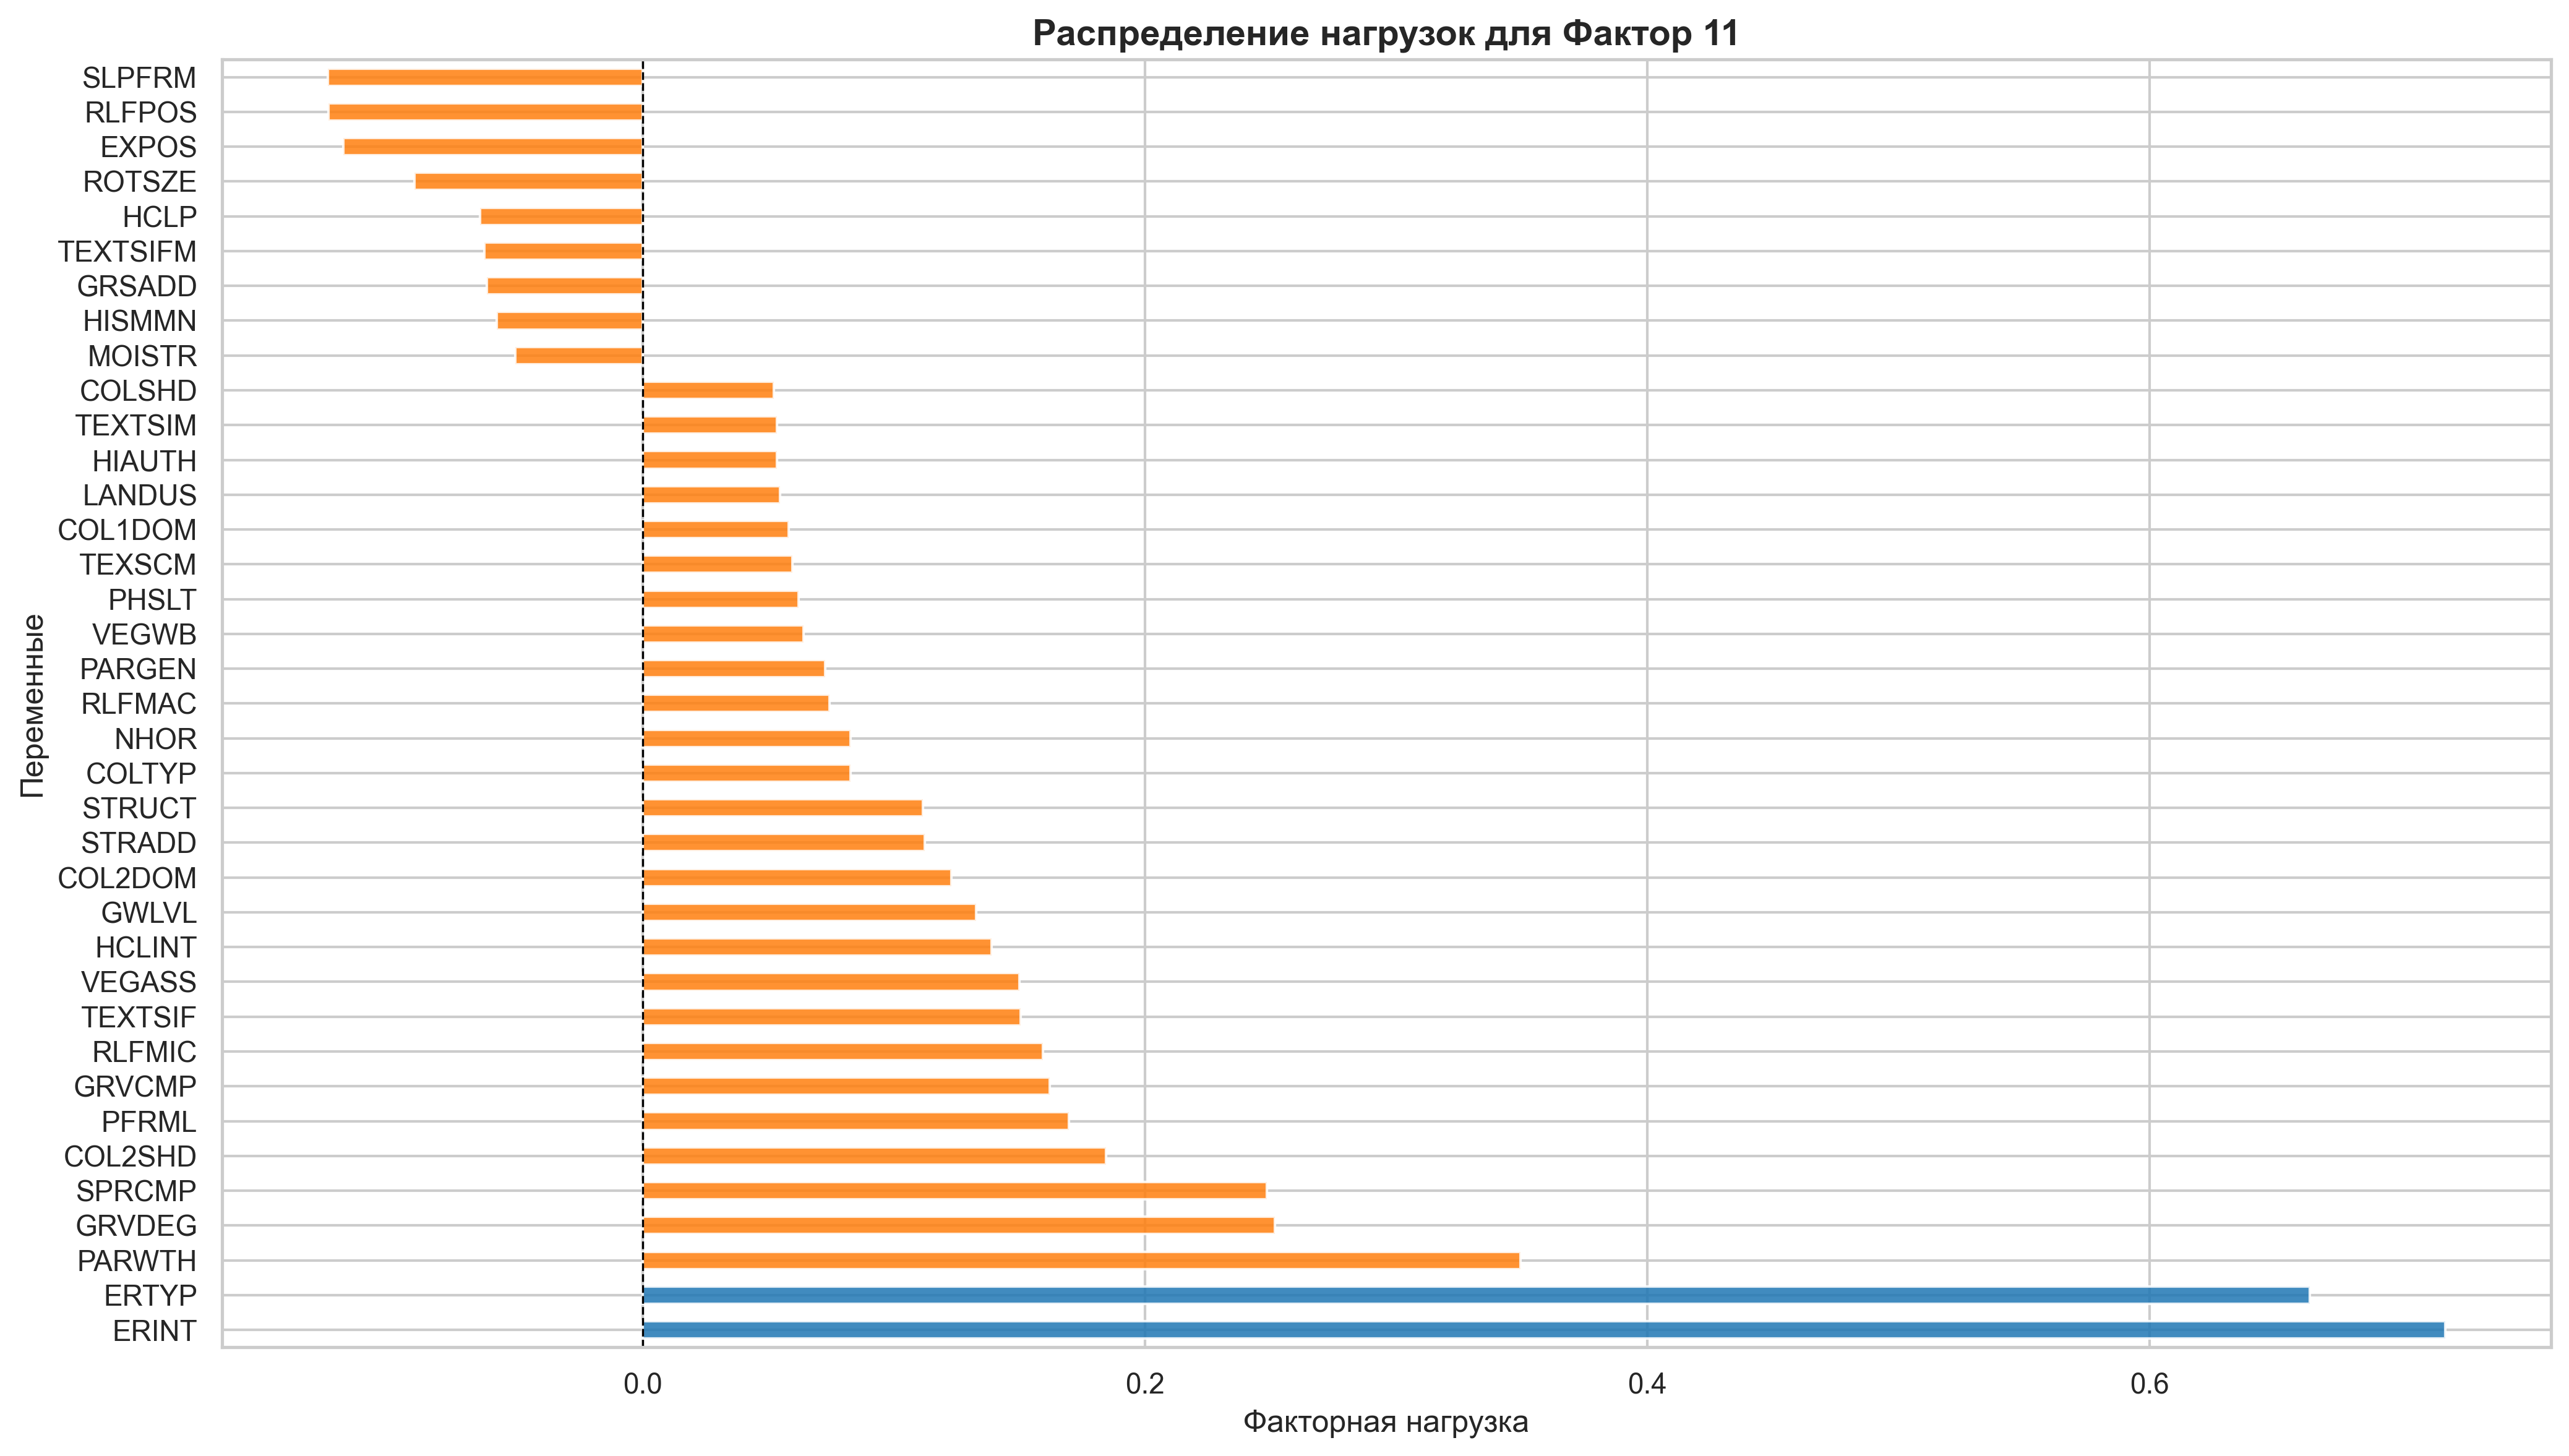 Распределение нагрузок для Фактор 11
SLPFRM
RLFPOS
EXPOS
ROTSZE
HCLP
TEXTSIFM
GRSADD
HISMMN
MOISTR
COLSHD
TEXTSIM
HIAUTH
LANDUS
COL1DOM
TEXSCM
PHSLT
VEGWB
PARGEN
RLFMAC
NHOR
COLTYP
STRUCT
STRADD
COL2DOM
GWLVL
HCLINT
VEGASS
TEXTSIF
RLFMIC
GRVCMP
PFRML
COL2SHD
SPRCMP
GRVDEG
PARWTH
ERTYP
ERINT
Переменные
0.0 0.2 0.4 0.6
Факторная нагрузка